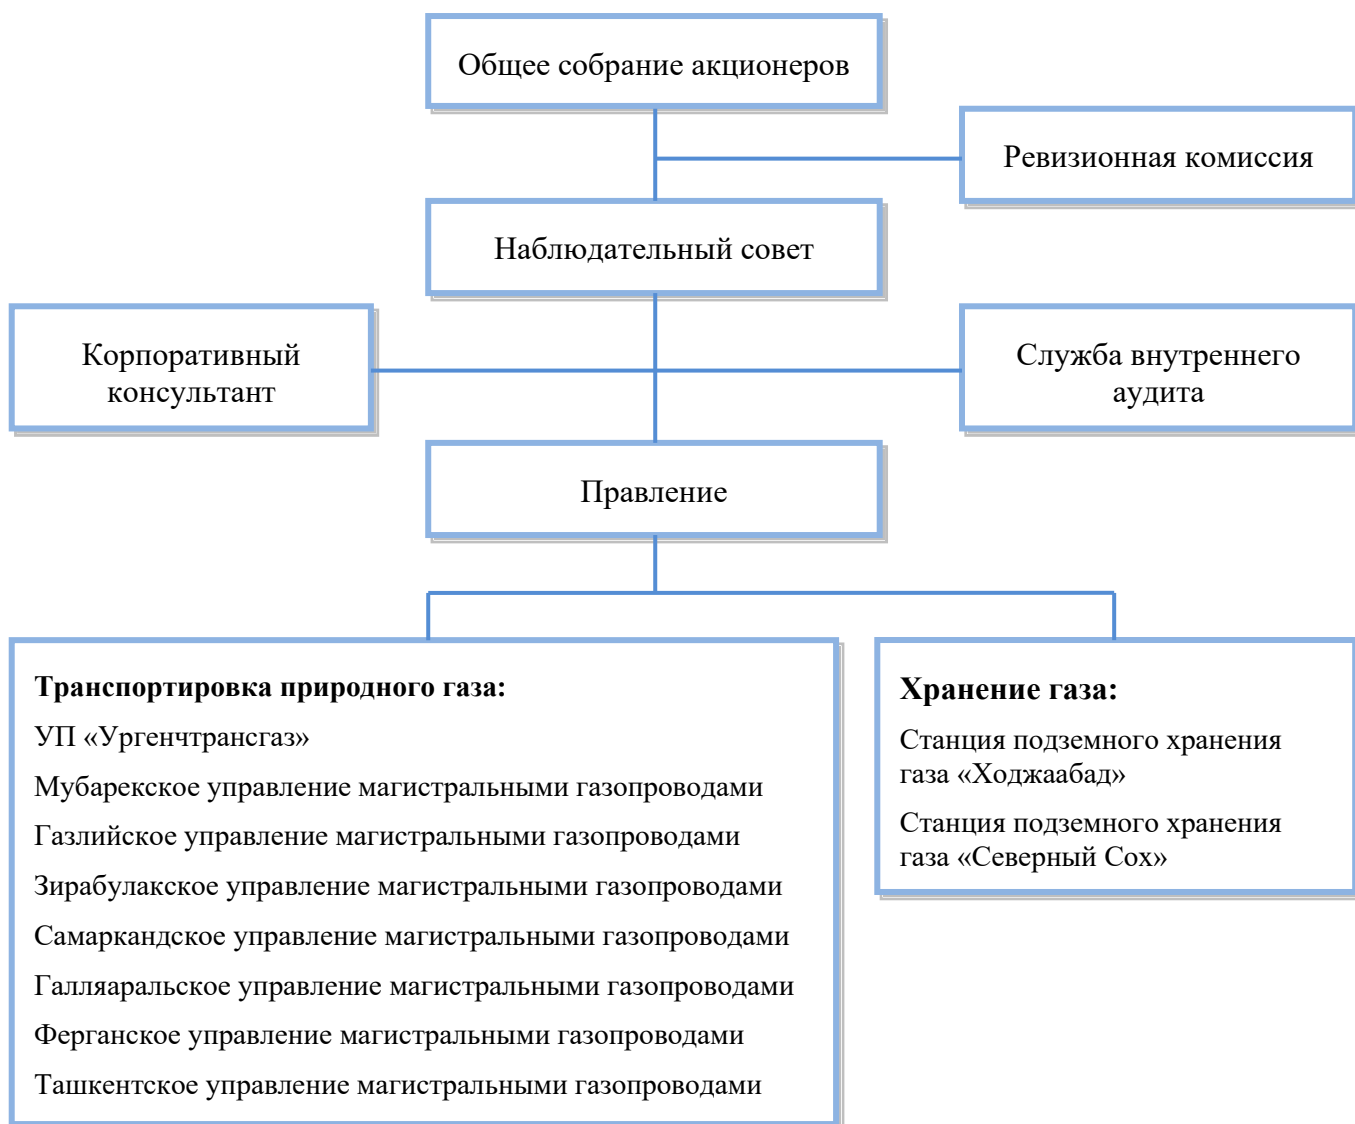 Общее собрание акционеров
Ревизионная комиссия
Наблюдательный совет
Корпоративный
консультант
Служба внутреннего
аудита
Правление
Транспортировка природного газа:
УП «Ургенчтрансгаз»
Мубарекское управление магистральными газопроводами
Газлийское управление магистральными газопроводами
Зирабулакское управление магистральными газопроводами
Самаркандское управление магистральными газопроводами
Галляаральское управление магистральными газопроводами
Ферганское управление магистральными газопроводами
Ташкентское управление магистральными газопроводами
Хранение газа:
Станция подземного хранения
газа «Ходжаабад»
Станция подземного хранения
газа «Северный Сох»